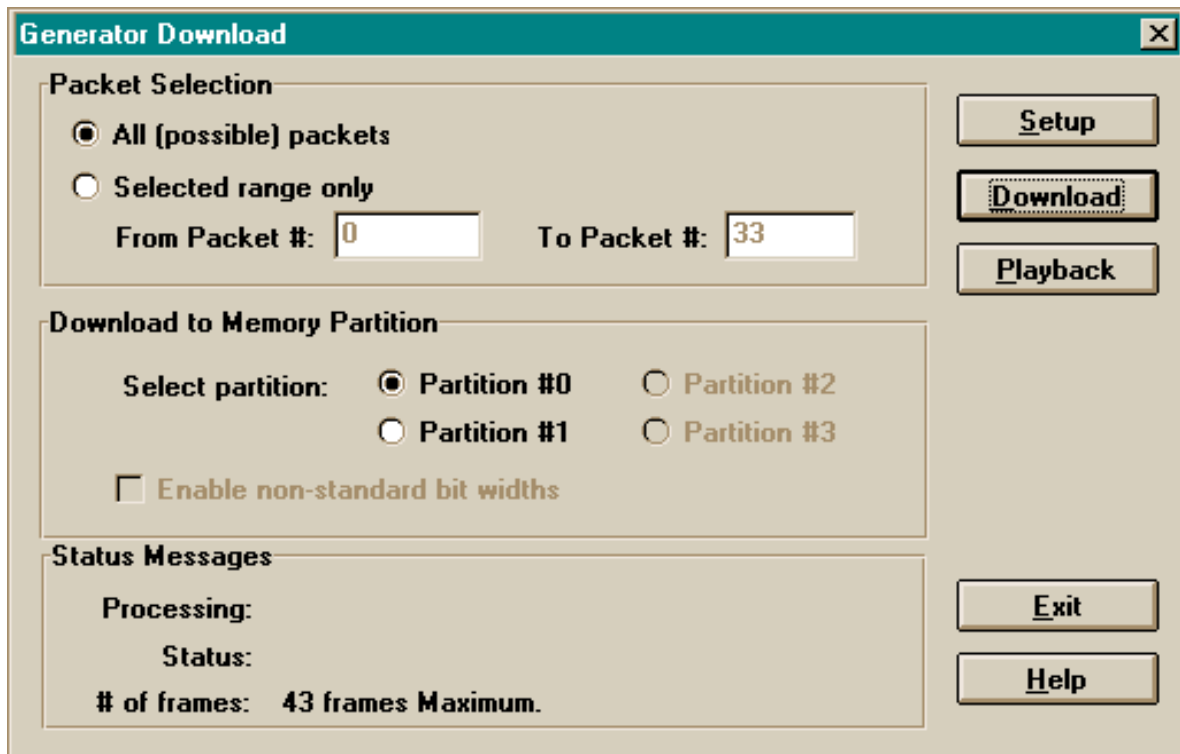 Generator Download
Packet Selection
All (possible) packets
Selected range only
From Packet #: 0 To Packet #: 33
Setup
Download
Playback
Download to Memory Partition
Select partition: Partition #0 Partition #2
Partition #1 Partition #3
Enable non-standard bit widths
Status Messages
Processing:
Status:
# of frames: 43 frames Maximum.
Exit
Help